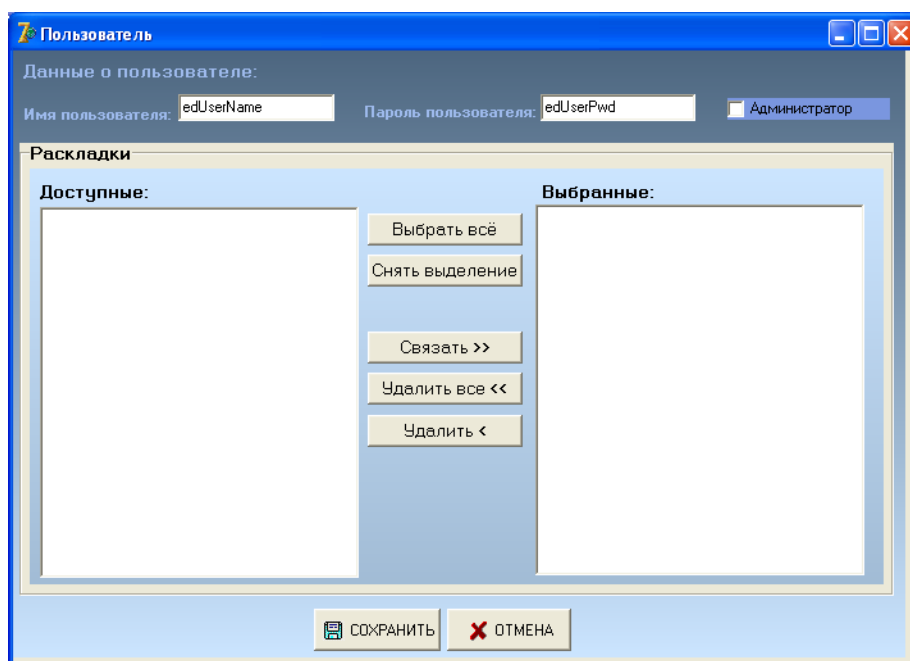 Пользователь
Данные о пользователе:
Имя пользователя: edUserName Пароль пользователя: edUserPwd Администратор
Раскладки
Доступные: Выбранные:
Выбрать всё
Снять выделение
Связать >>
Удалить все <<
Удалить <
СОХРАНИТЬ ОТМЕНА